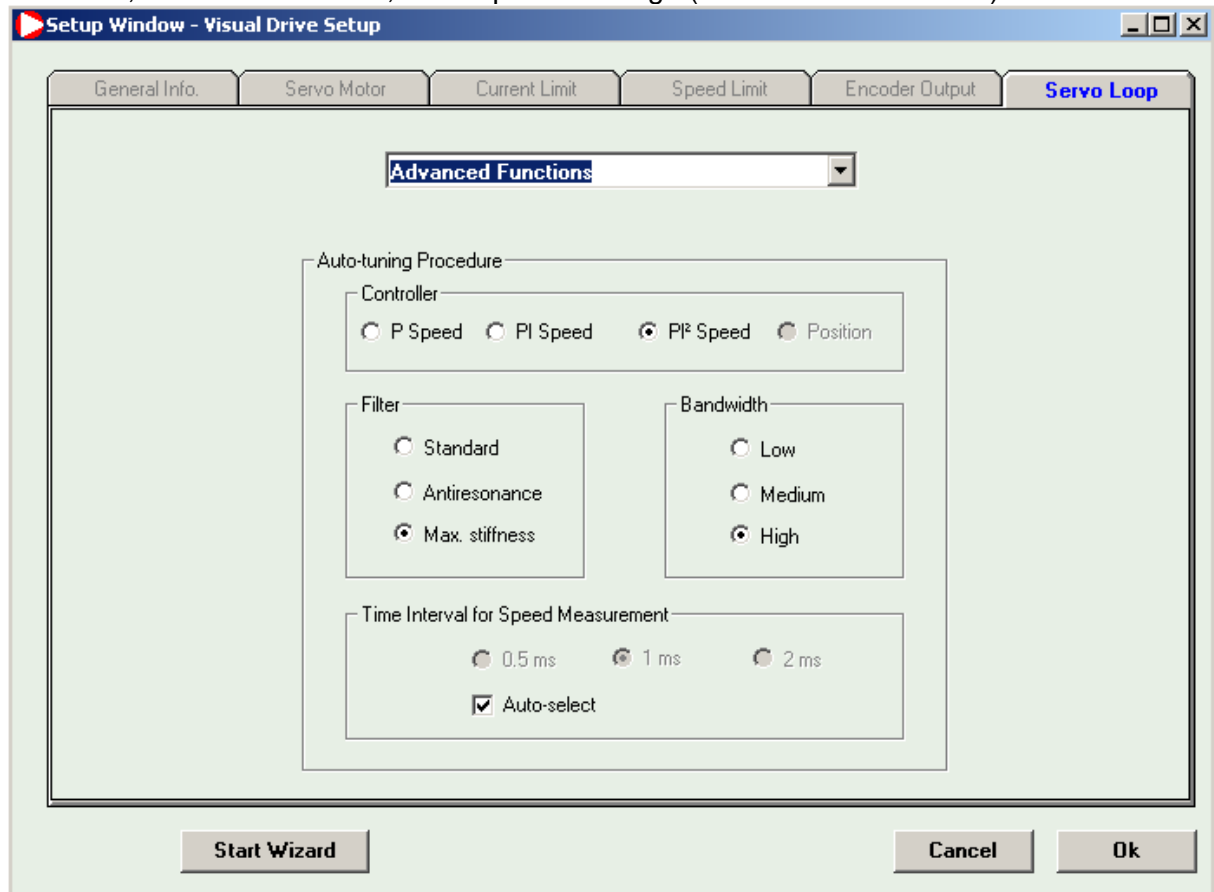 Setup Window - Visual Drive Setup
General Info. Servo Motor Current Limit Speed Limit Encoder Output Servo Loop
Advanced Functions
Auto-tuning Procedure
Controller
P Speed PI Speed PI² Speed Position
Filter Bandwidth
Standard Low
Antiresonance Medium
Max. stiffness High
Time Interval for Speed Measurement
0.5 ms 1 ms 2 ms
Auto-select
Start Wizard Cancel Ok